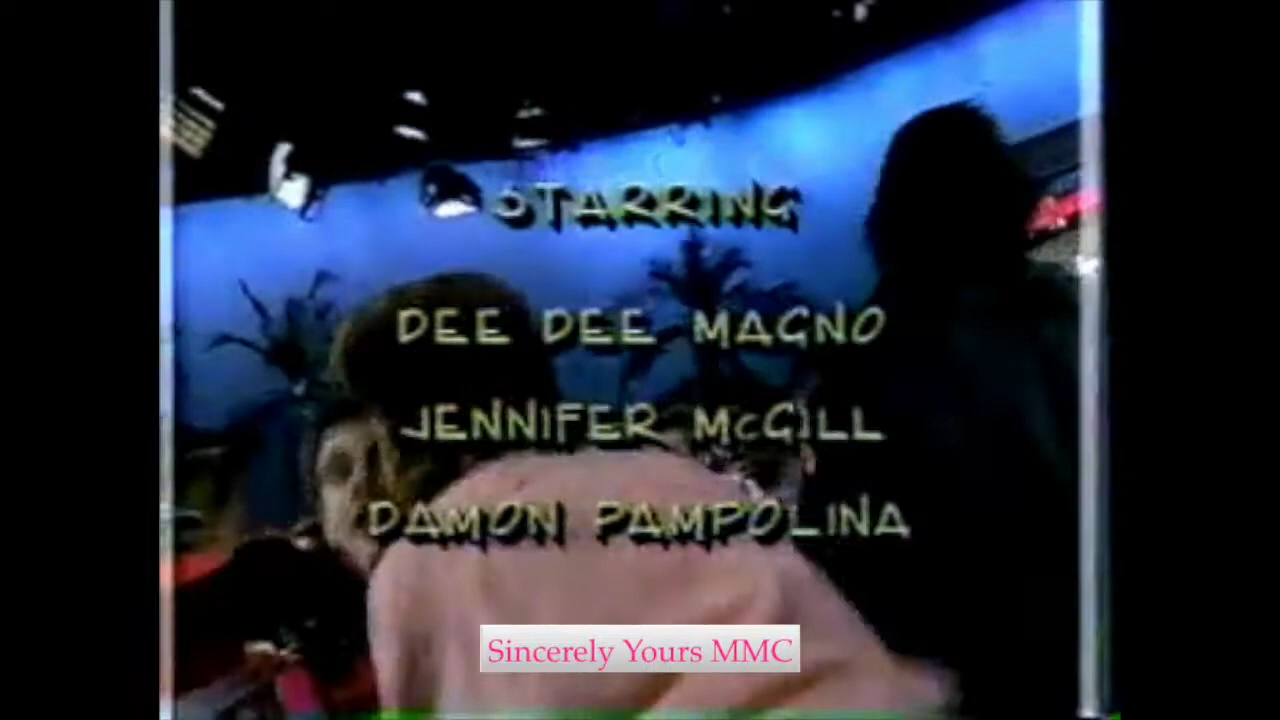 STARRING
DEE DEE MAGNO
JENNIFER McGILL
DAMON PAMPOLINA
Sincerely Yours MMC